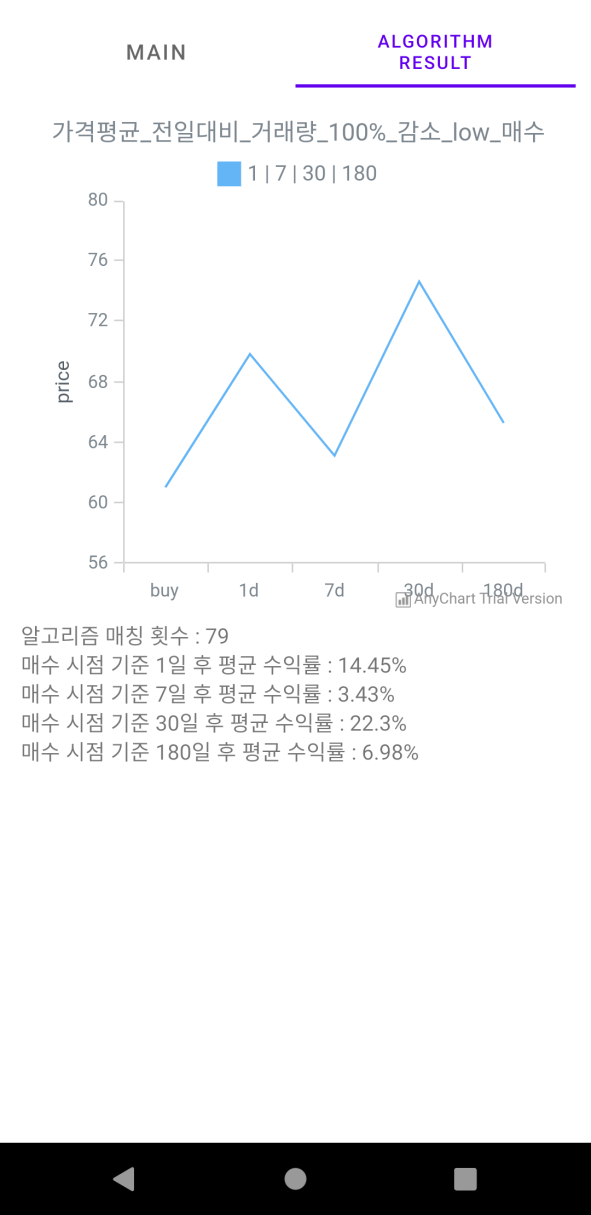 MAIN
ALGORITHM
RESULT
가격평균_전일대비_거래량_100%_감소_low_매수
1 | 7 | 30 | 180
80
76
72
68
64
60
56
price
buy 1d 7d 30d 180d
AnyChart Trial Version
알고리즘 매칭 횟수 : 79
매수 시점 기준 1일 후 평균 수익률 : 14.45%
매수 시점 기준 7일 후 평균 수익률 : 3.43%
매수 시점 기준 30일 후 평균 수익률 : 22.3%
매수 시점 기준 180일 후 평균 수익률 : 6.98%